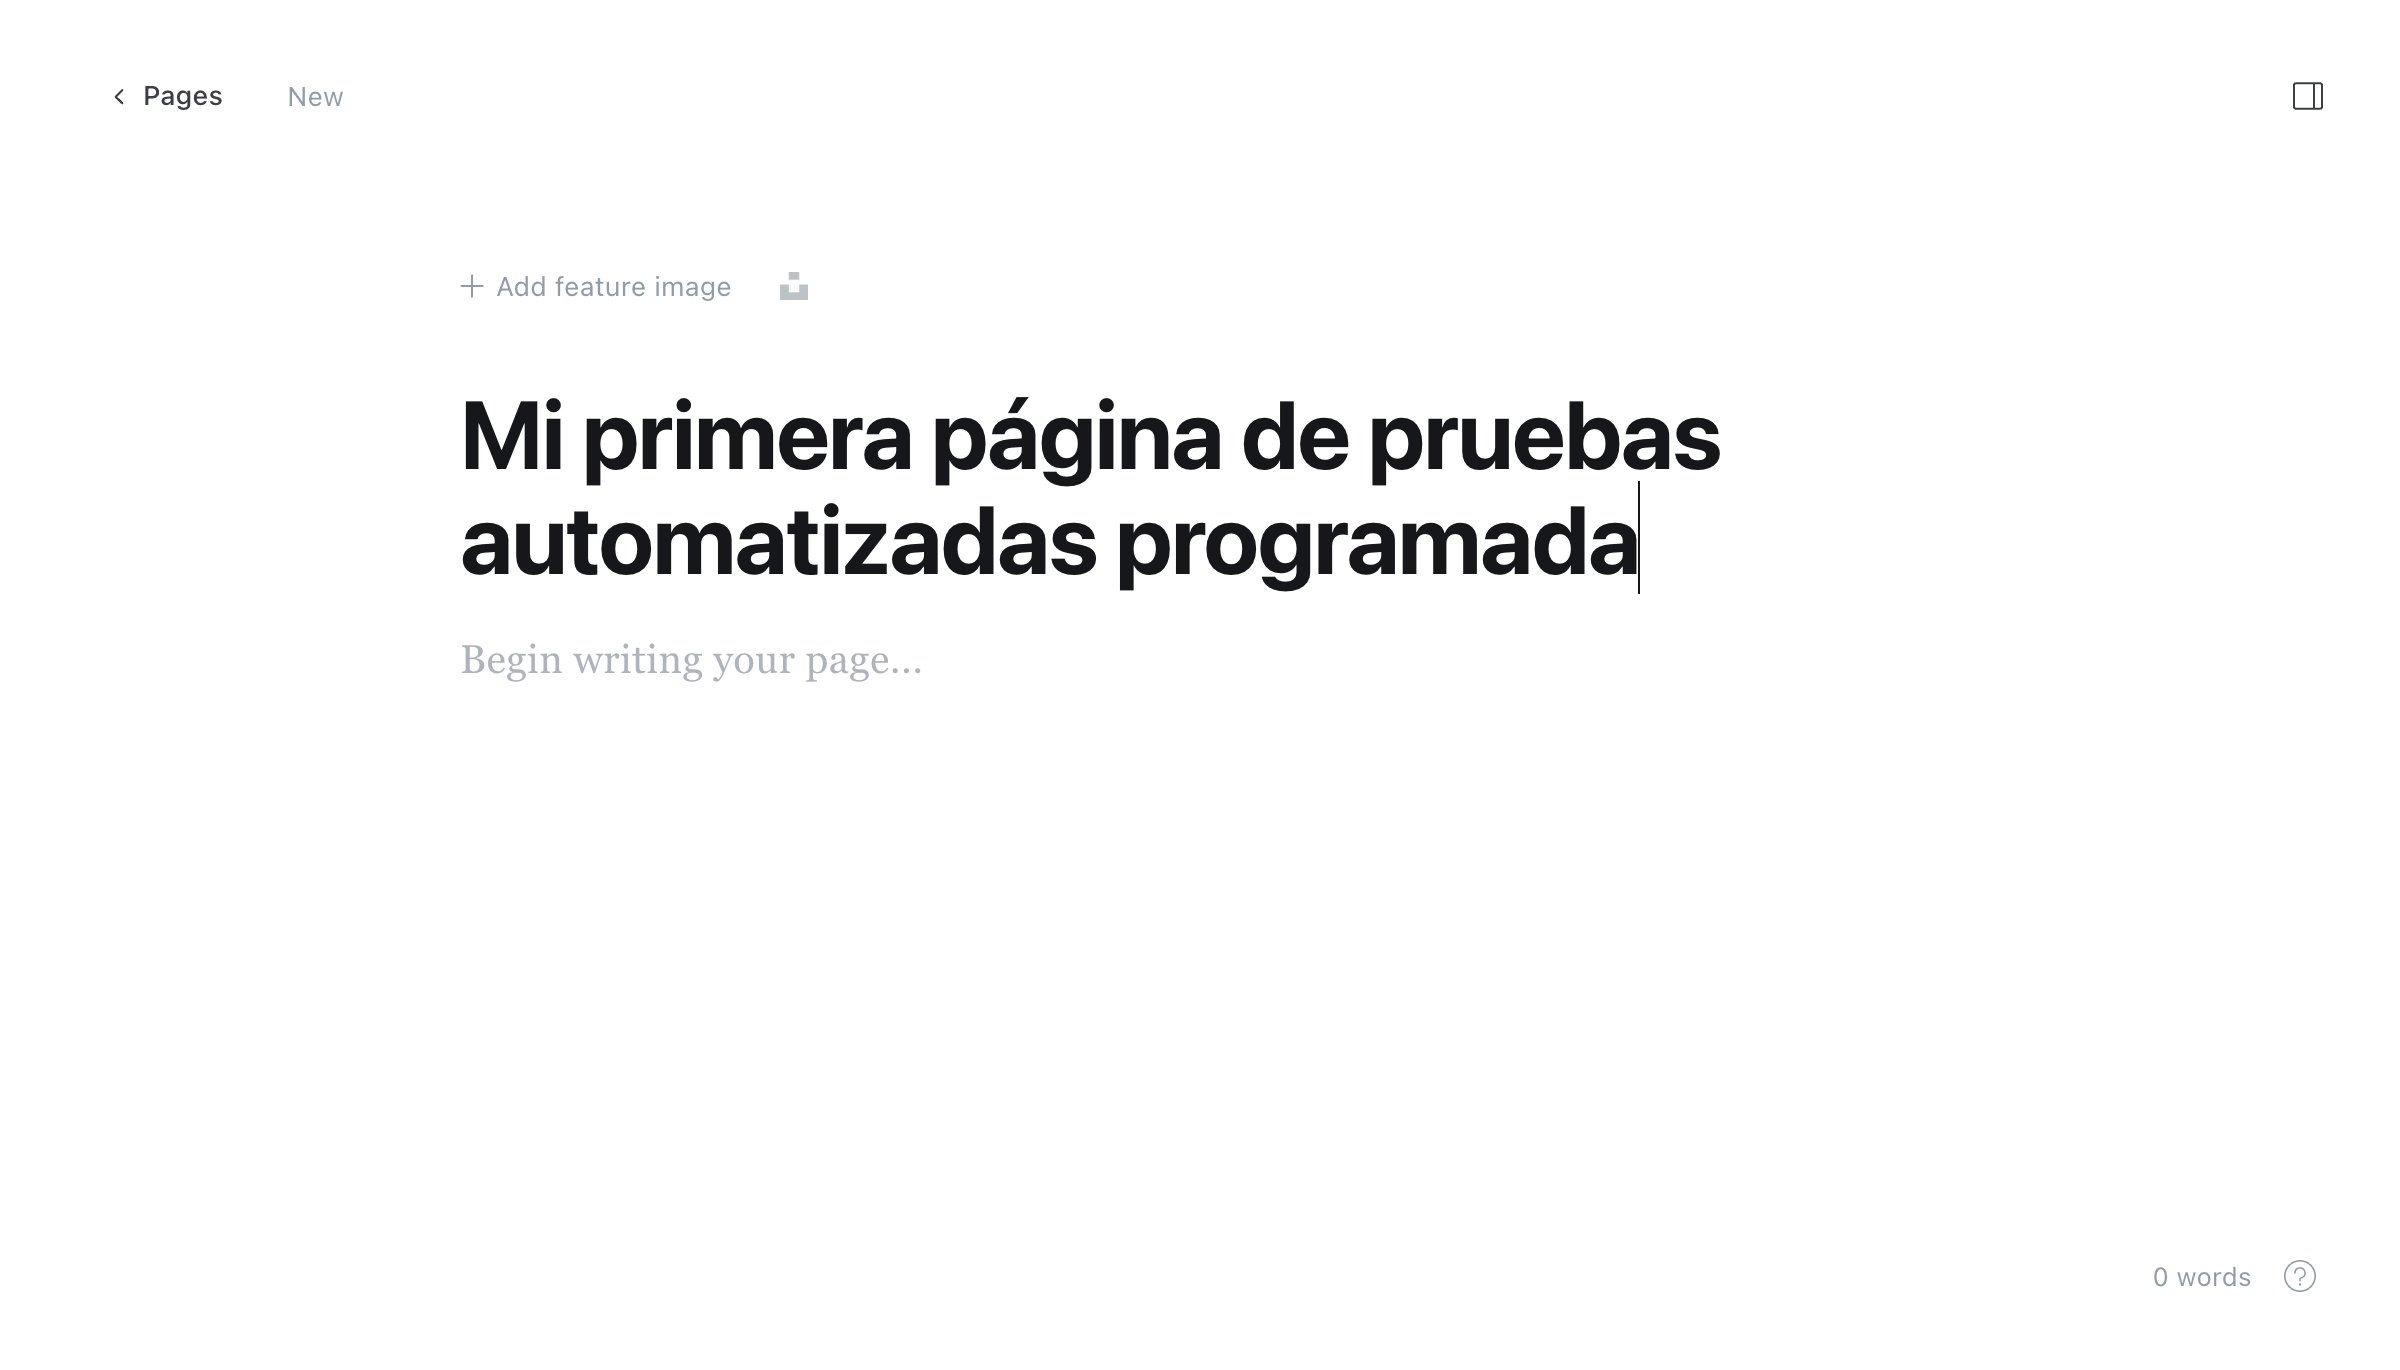 Pages New
Add feature image
Mi primera página de pruebas
automatizadas programada
Begin writing your page...
0 words ?